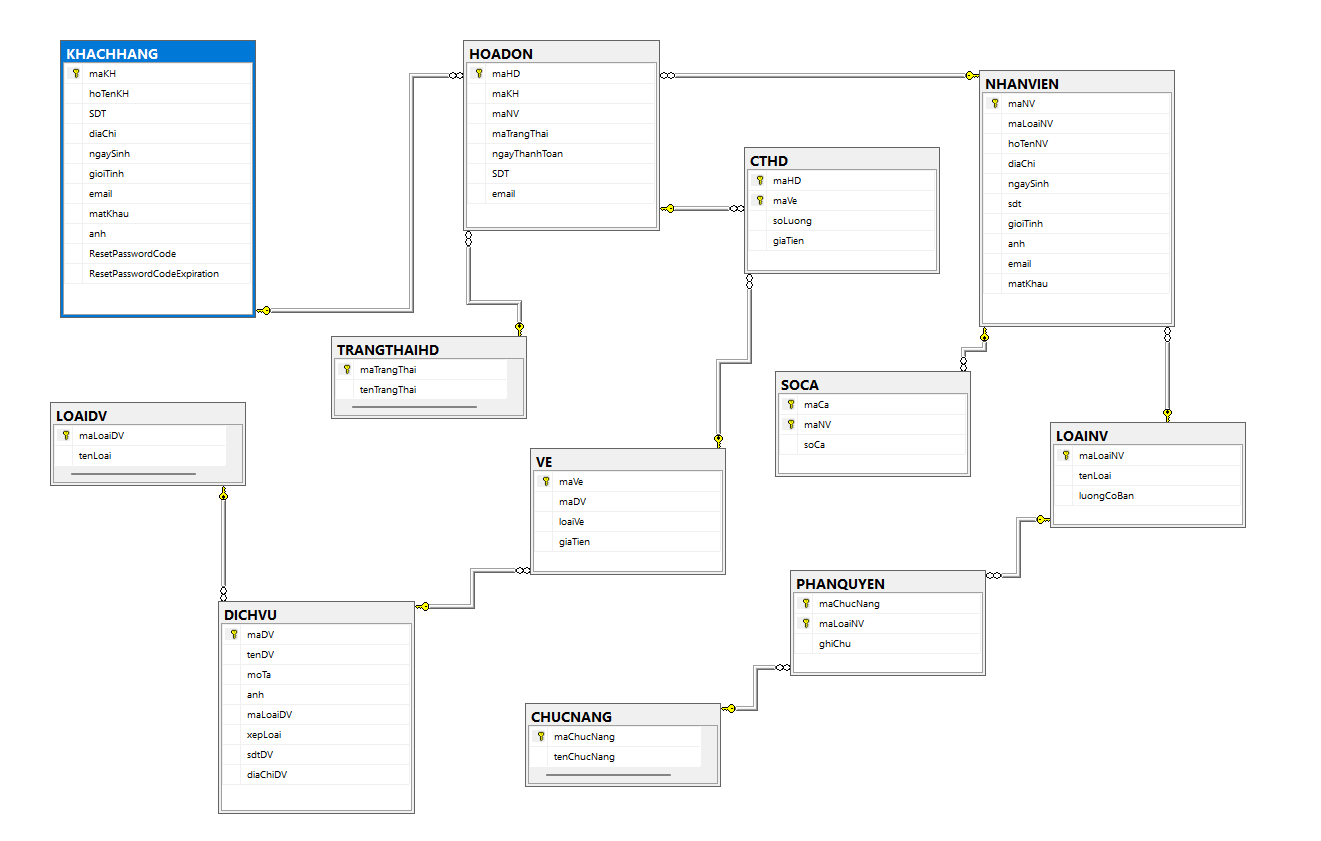 KHACHHANG
maKH
hoTenKH
SDT
diaChi
ngaySinh
gioiTinh
email
matKhau
anh
ResetPasswordCode
ResetPasswordCodeExpiration
HOADON
maHD
maKH
maNV
maTrangThai
ngayThanhToan
SDT
email
NHANVIEN
maNV
maLoaiNV
hoTenNV
diaChi
ngaySinh
sdt
gioiTinh
anh
email
matKhau
CTHD
maHD
maVe
soLuong
giaTien
TRANGTHAIHD
maTrangThai
tenTrangThai
SOCA
maCa
maNV
soCa
LOAIDV
maLoaiDV
tenLoai
LOAINV
maLoaiNV
tenLoai
luongCoBan
VE
maVe
maDV
loaiVe
giaTien
PHANQUYEN
maChucNang
maLoaiNV
ghiChu
DICHVU
maDV
tenDV
moTa
anh
maLoaiDV
xepLoai
sdtDV
diaChiDV
CHUCNANG
maChucNang
tenChucNang